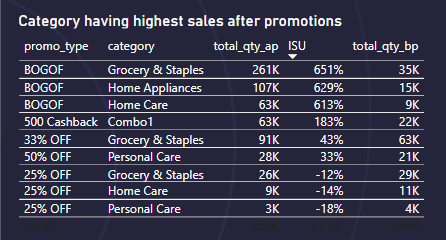 Category having highest sales after promotions
promo_type category total_qty_ap ISU total_qty_bp
BOGOF Grocery & Staples 261K 651% 35K
BOGOF Home Appliances 107K 629% 15K
BOGOF Home Care 63K 613% 9K
500 Cashback Combo1 63K 183% 22K
33% OFF Grocery & Staples 91K 43% 63K
50% OFF Personal Care 28K 33% 21K
25% OFF Grocery & Staples 26K -12% 29K
25% OFF Home Care 9K -14% 11K
25% OFF Personal Care 3K -18% 4K